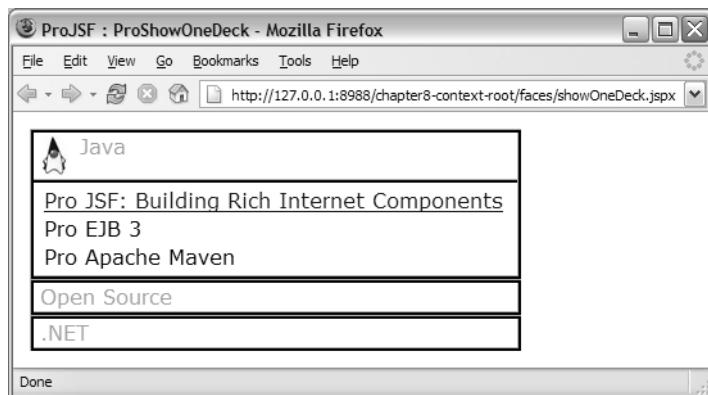 ProJSF : ProShowOneDeck - Mozilla Firefox
File Edit View Go Bookmarks Tools Help
http://127.0.0.1:8988/chapter8-context-root/faces/showOneDeck.jspx
Java
Pro JSF: Building Rich Internet Components
Pro EJB 3
Pro Apache Maven
Open Source
.NET
Done